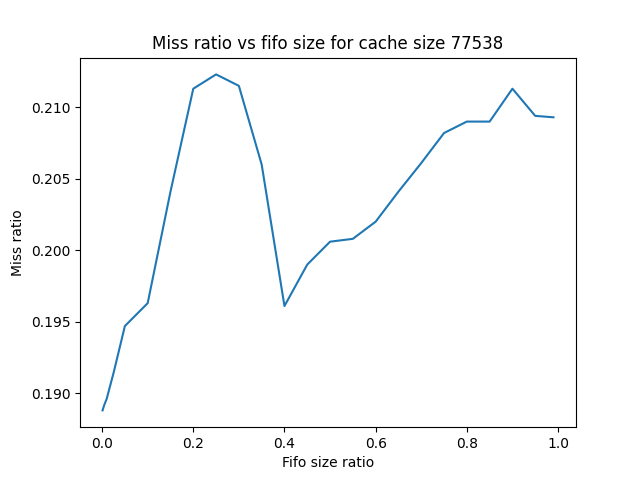 Miss ratio vs fifo size for cache size 77538
0.210
0.205
0.200
0.195
0.190
Miss ratio
0.0 0.2 0.4 0.6 0.8 1.0
Fifo size ratio